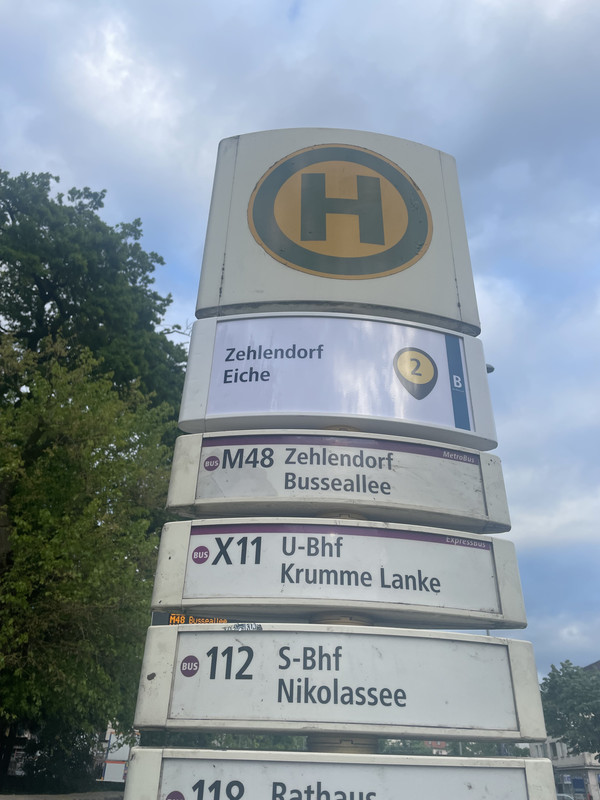 H
Zehlendorf
Eiche
2
B
MetroBus
BUS M48 Zehlendorf
Busseallee
ExpressBus
BUS X11 U-Bhf
Krumme Lanke
M48 Busseallee
BUS 112 S-Bhf
Nikolassee
118 Rathaus